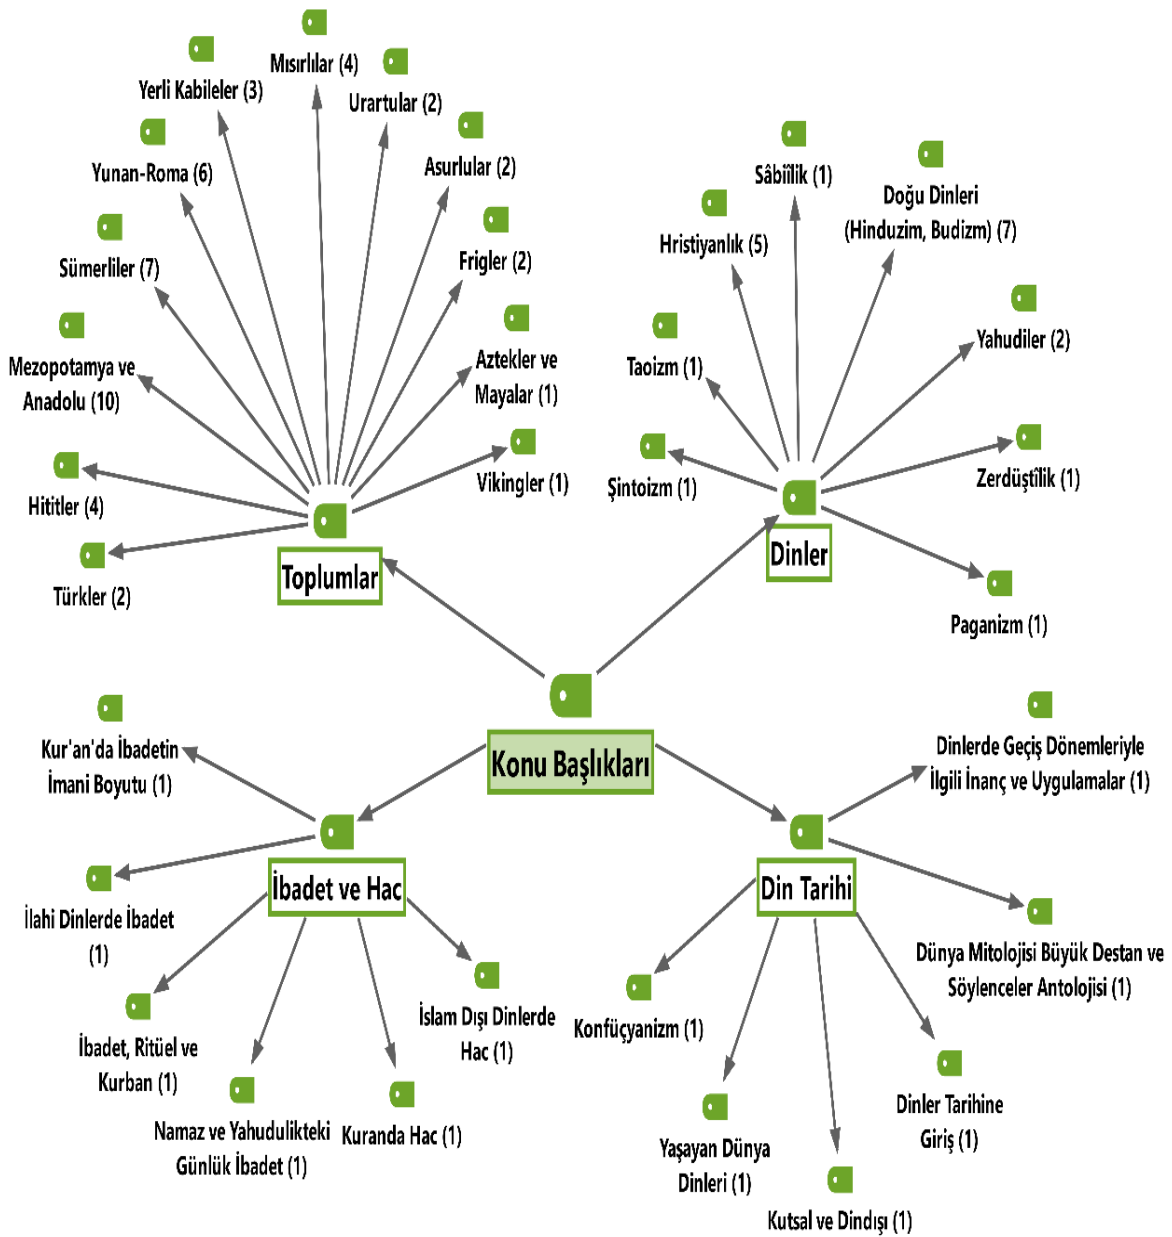 Mısırlılar (4)
Yerli Kabileler (3)
Urartular (2)
Yunan-Roma (6)
Asurlular (2)
Sümerliler (7)
Frigler (2)
Mezopotamya ve
Anadolu (10)
Aztekler ve
Mayalar (1)
Hititler (4)
Vikingler (1)
Türkler (2)
Toplumlar
Sâbiîlik (1)
Doğu Dinleri
(Hinduzim, Budizm) (7)
Hristiyanlık (5)
Yahudiler (2)
Taoizm (1)
Şintoizm (1)
Zerdüştîlik (1)
Dinler
Paganizm (1)
Konu Başlıkları
Kur'an'da İbadetin
İmani Boyutu (1)
İbadet ve Hac
İlahi Dinlerde İbadet
(1)
İbadet, Ritüel ve
Kurban (1)
Namaz ve Yahudulikteki
Günlük İbadet (1)
Kuranda Hac (1)
İslam Dışı Dinlerde
Hac (1)
Dinlerde Geçiş Dönemleriyle
İlgili İnanç ve Uygulamalar (1)
Din Tarihi
Dünya Mitolojisi Büyük Destan ve
Söylenceler Antolojisi (1)
Konfüçyanizm (1)
Yaşayan Dünya
Dinleri (1)
Kutsal ve Dindışı (1)
Dinler Tarihine
Giriş (1)